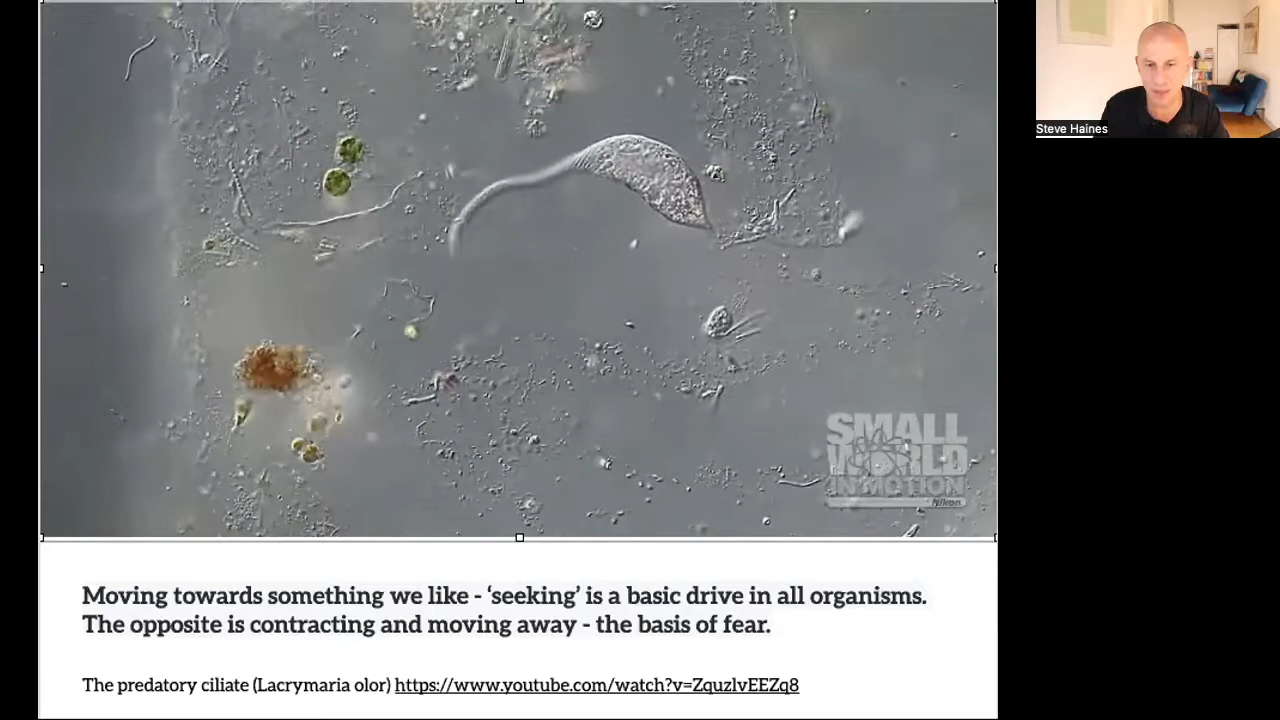 Steve Haines
SMALL
WORLD
IN MOTION
Nikon
Moving towards something we like - ‘seeking’ is a basic drive in all organisms.
The opposite is contracting and moving away - the basis of fear.
The predatory ciliate (Lacrymaria olor) https://www.youtube.com/watch?v=ZquzlvEEZq8